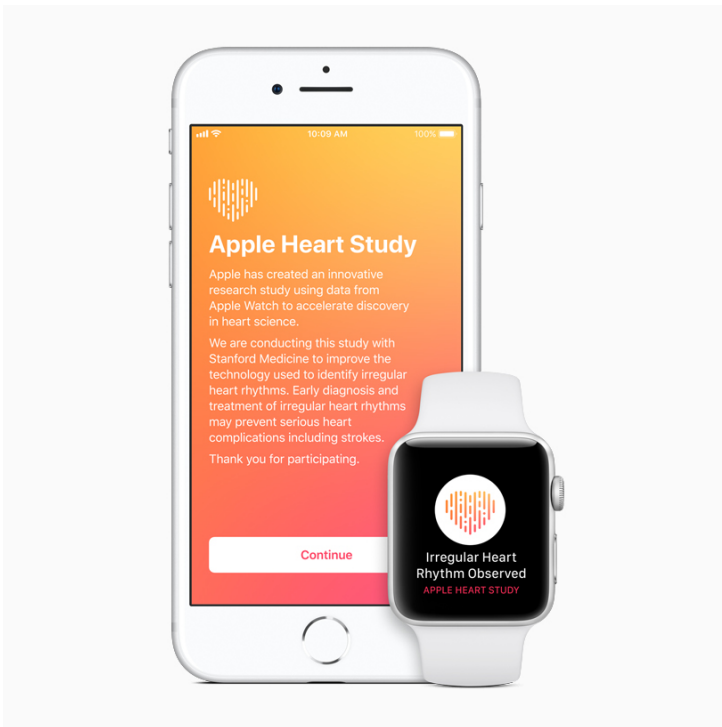 10:09 AM
100%
Apple Heart Study
Apple has created an innovative
research study using data from
Apple Watch to accelerate discovery
in heart science.
We are conducting this study with
Stanford Medicine to improve the
technology used to identify irregular
heart rhythms. Early diagnosis and
treatment of irregular heart rhythms
may prevent serious heart
complications including strokes.
Thank you for participating.
Continue
Irregular Heart
Rhythm Observed
APPLE HEART STUDY